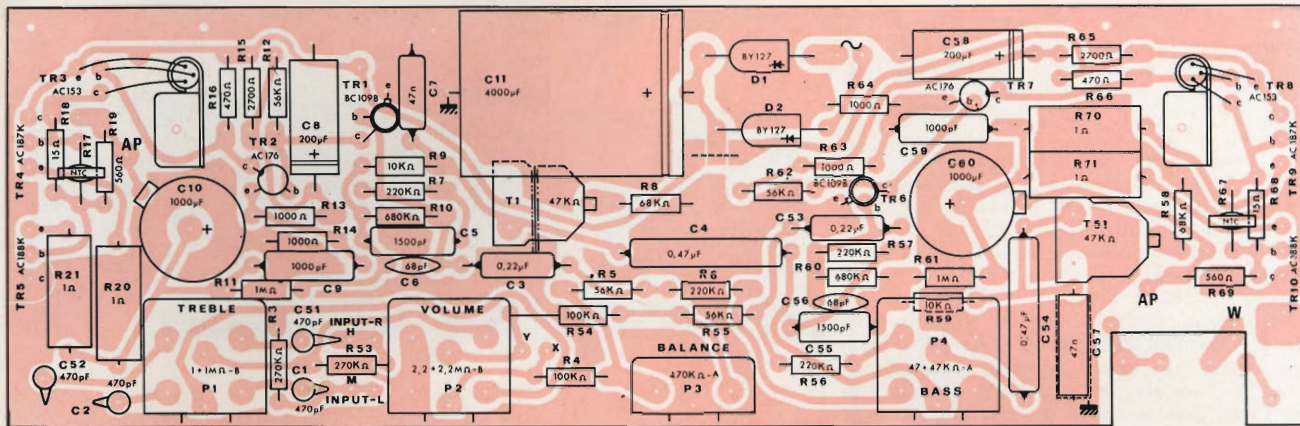 TR3
e
b
c
AC153
R18
15Ω
R17
NTC
R19
560Ω
AP
TR4 AC187K
c
b
e
R16
470Ω
R15
2700Ω
R12
56KΩ
TR2
AC176
c
e
b
C8
200µF
+
TR1
BC109B
e
b
c
C7
47n
C11
4000µF
+
BY127
D1
D2
BY127
R64
1000Ω
C58
200µF
+
AC176
TR7
e
b
c
R65
2700Ω
470Ω
R66
R70
1Ω
1Ω
R71
TR8
AC153
e
b
c
TR9 AC187K
C10
1000µF
+
10KΩ
R9
220KΩ
R7
680KΩ
R10
1500pF
C5
68pF
C6
1000Ω
R13
1000Ω
R14
1000pF
C9
R11
1MΩ
T1
47KΩ
R8
68KΩ
C4
0,47µF
0,22µF
C3
R5
56KΩ
R6
220KΩ
56KΩ
R55
100KΩ
R54
R63
1000Ω
BC109B
R62
56KΩ
TR6
e
c
b
C53
0,22µF
R57
220KΩ
R60
680KΩ
R61
1MΩ
C56
68pF
1500pF
C55
220KΩ
R56
10KΩ
R59
1000pF
C59
C60
1000µF
+
0,47µF
C54
T51
47KΩ
47n
C57
R58
68KΩ
R67
NTC
R68
15Ω
560Ω
R69
AP
W
TR10 AC188K
e
b
c
TR5 AC188K
e
b
c
R21
1Ω
R20
1Ω
C52
470pF
470pF
C2
TREBLE
1+1MΩ-B
P1
R3
270KΩ
C51
470pF
INPUT-R
H
R53
270KΩ
M
C1
INPUT-L
470pF
VOLUME
2,2+2,2MΩ-B
P2
Y
X
R4
100KΩ
BALANCE
470KΩ-A
P3
P4
47+47KΩ-A
BASS